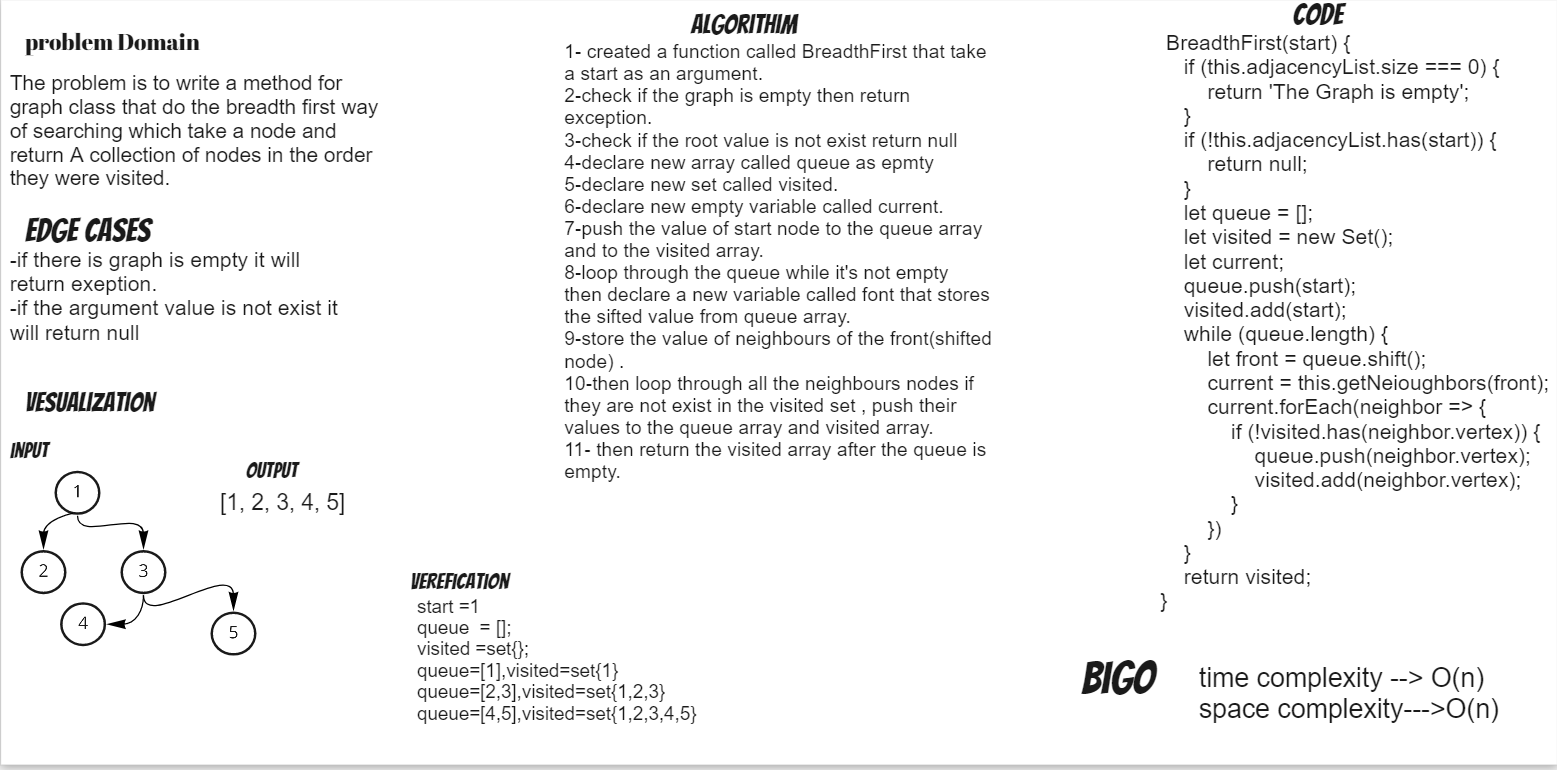 problem Domain
The problem is to write a method for
graph class that do the breadth first way
of searching which take a node and
return A collection of nodes in the order
they were visited.
EDGE CASES
-if there is graph is empty it will
return exeption.
-if the argument value is not exist it
will return null
VESUALIZATION
INPUT
OUTPUT
[1, 2, 3, 4, 5]
1
2
3
4
5
ALGORITHIM
1- created a function called BreadthFirst that take
a start as an argument.
2-check if the graph is empty then return
exception.
3-check if the root value is not exist return null
4-declare new array called queue as epmty
5-declare new set called visited.
6-declare new empty variable called current.
7-push the value of start node to the queue array
and to the visited array.
8-loop through the queue while it's not empty
then declare a new variable called font that stores
the sifted value from queue array.
9-store the value of neighbours of the front(shifted
node) .
10-then loop through all the neighbours nodes if
they are not exist in the visited set , push their
values to the queue array and visited array.
11- then return the visited array after the queue is
empty.
VEREFICATION
start =1
queue  = [];
visited =set{};
queue=[1],visited=set{1}
queue=[2,3],visited=set{1,2,3}
queue=[4,5],visited=set{1,2,3,4,5}
CODE
BreadthFirst(start) {
if (this.adjacencyList.size === 0) {
return 'The Graph is empty';
}
if (!this.adjacencyList.has(start)) {
return null;
}
let queue = [];
let visited = new Set();
let current;
queue.push(start);
visited.add(start);
while (queue.length) {
let front = queue.shift();
current = this.getNeioughbors(front);
current.forEach(neighbor => {
if (!visited.has(neighbor.vertex)) {
queue.push(neighbor.vertex);
visited.add(neighbor.vertex);
}
})
}
return visited;
}
BIGO
time complexity --> O(n)
space complexity--->O(n)